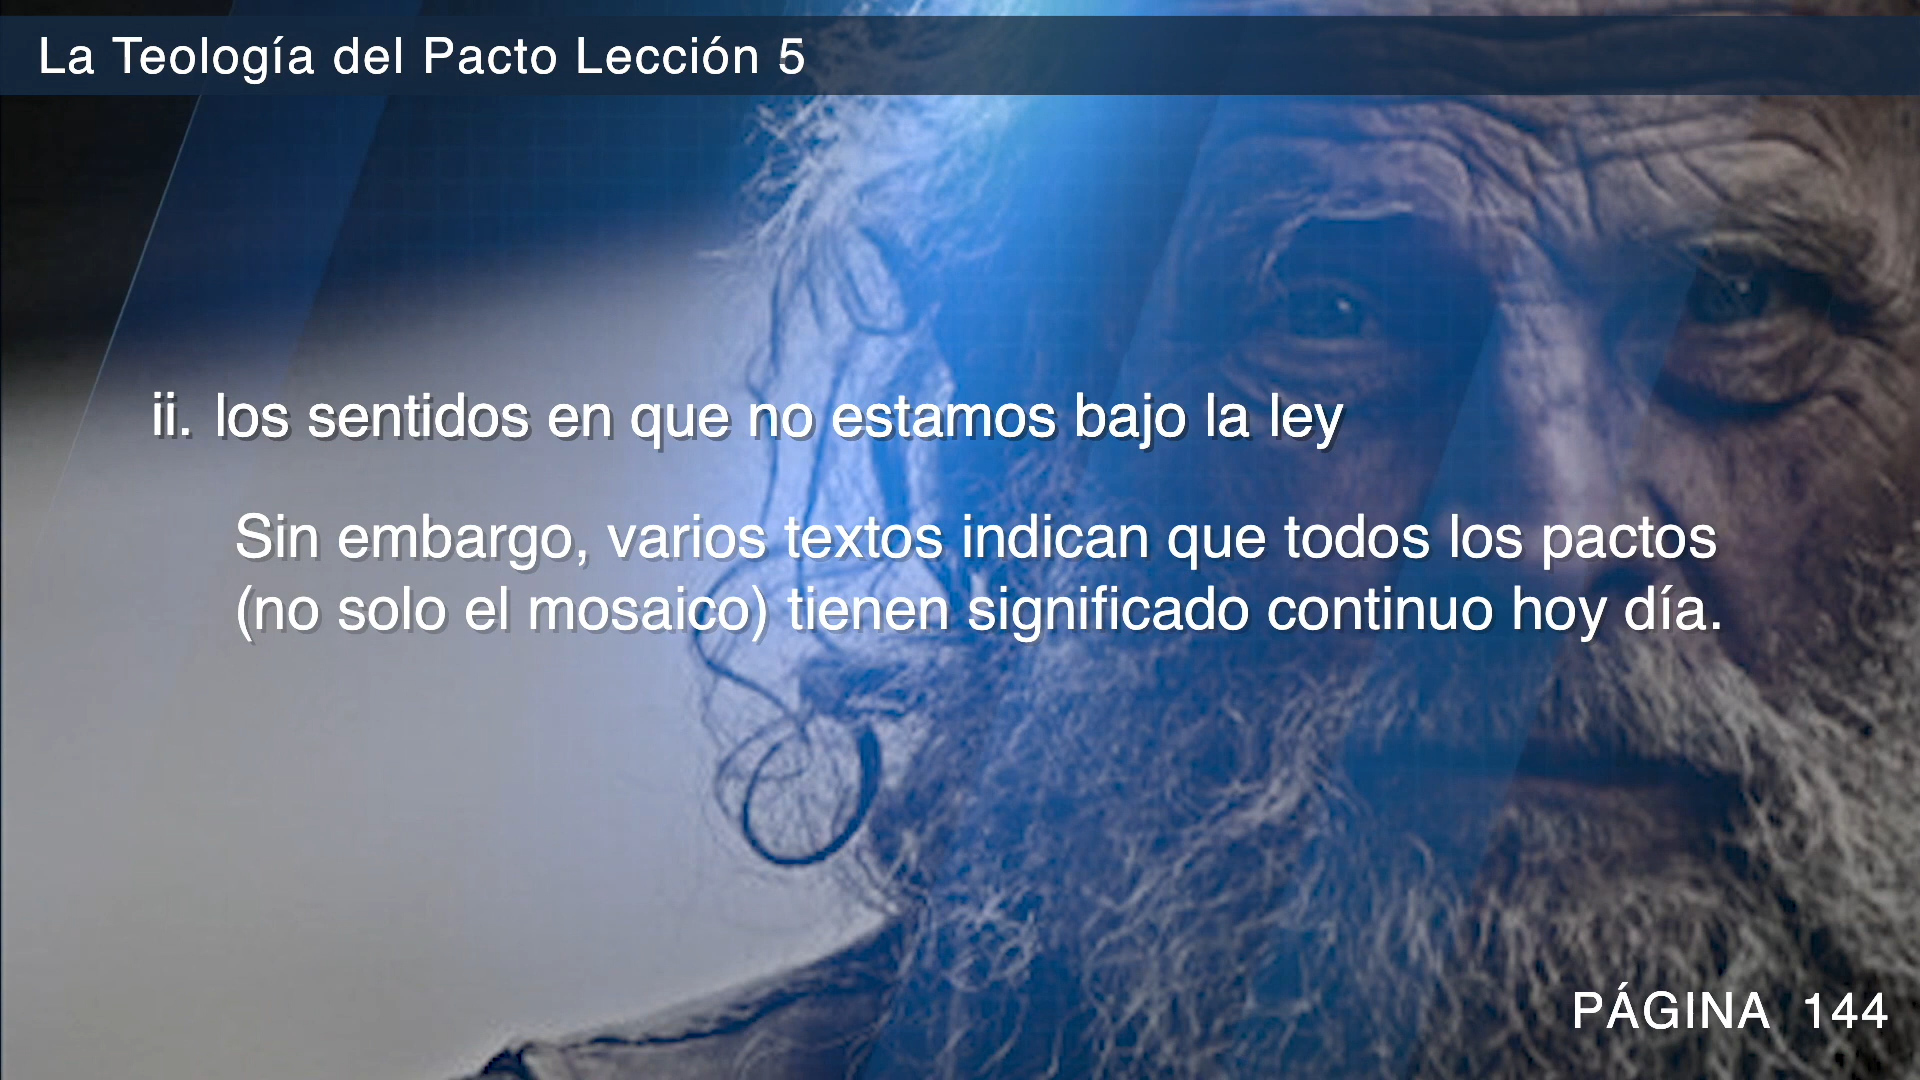 La Teología del Pacto Lección 5
ii. los sentidos en que no estamos bajo la ley
Sin embargo, varios textos indican que todos los pactos
(no solo el mosaico) tienen significado continuo hoy día.
PÁGINA 144